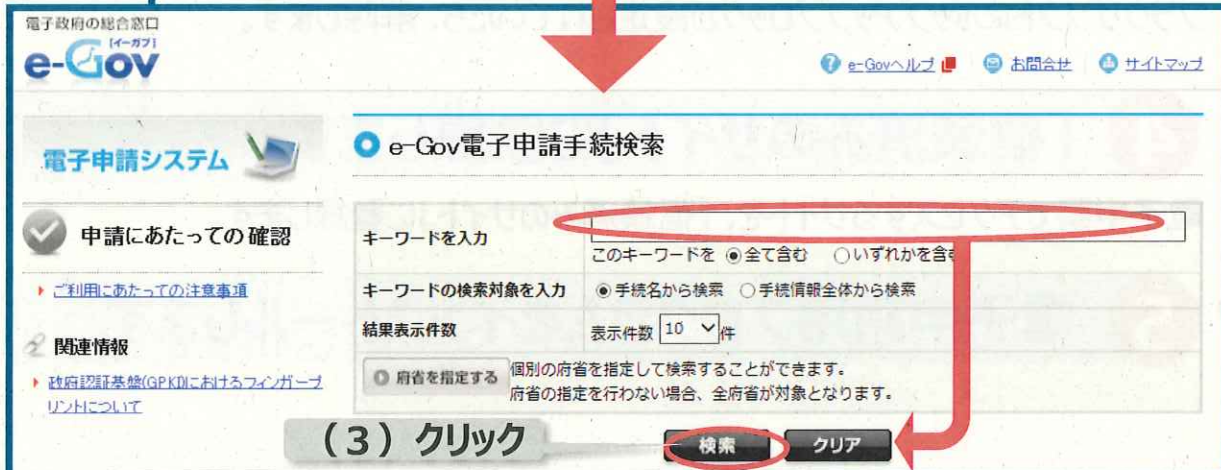 電子政府の総合窓口
[イーガブ]
e-Gov
e-Govヘルプ お問合せ サイトマップ
電子申請システム
e-Gov電子申請手続検索
申請にあたっての確認
ご利用にあたっての注意事項
関連情報
政府認証基盤(GPKI)におけるフィンガープ
リントについて
キーワードを入力
このキーワードを ◉全て含む ○いずれかを含む
キーワードの検索対象を入力 ◉手続名から検索 ○手続情報全体から検索
結果表示件数 表示件数 10 件
府省を指定する 個別の府省を指定して検索することができます。
府省の指定を行わない場合、全府省が対象となります。
(3)クリック
検索 クリア